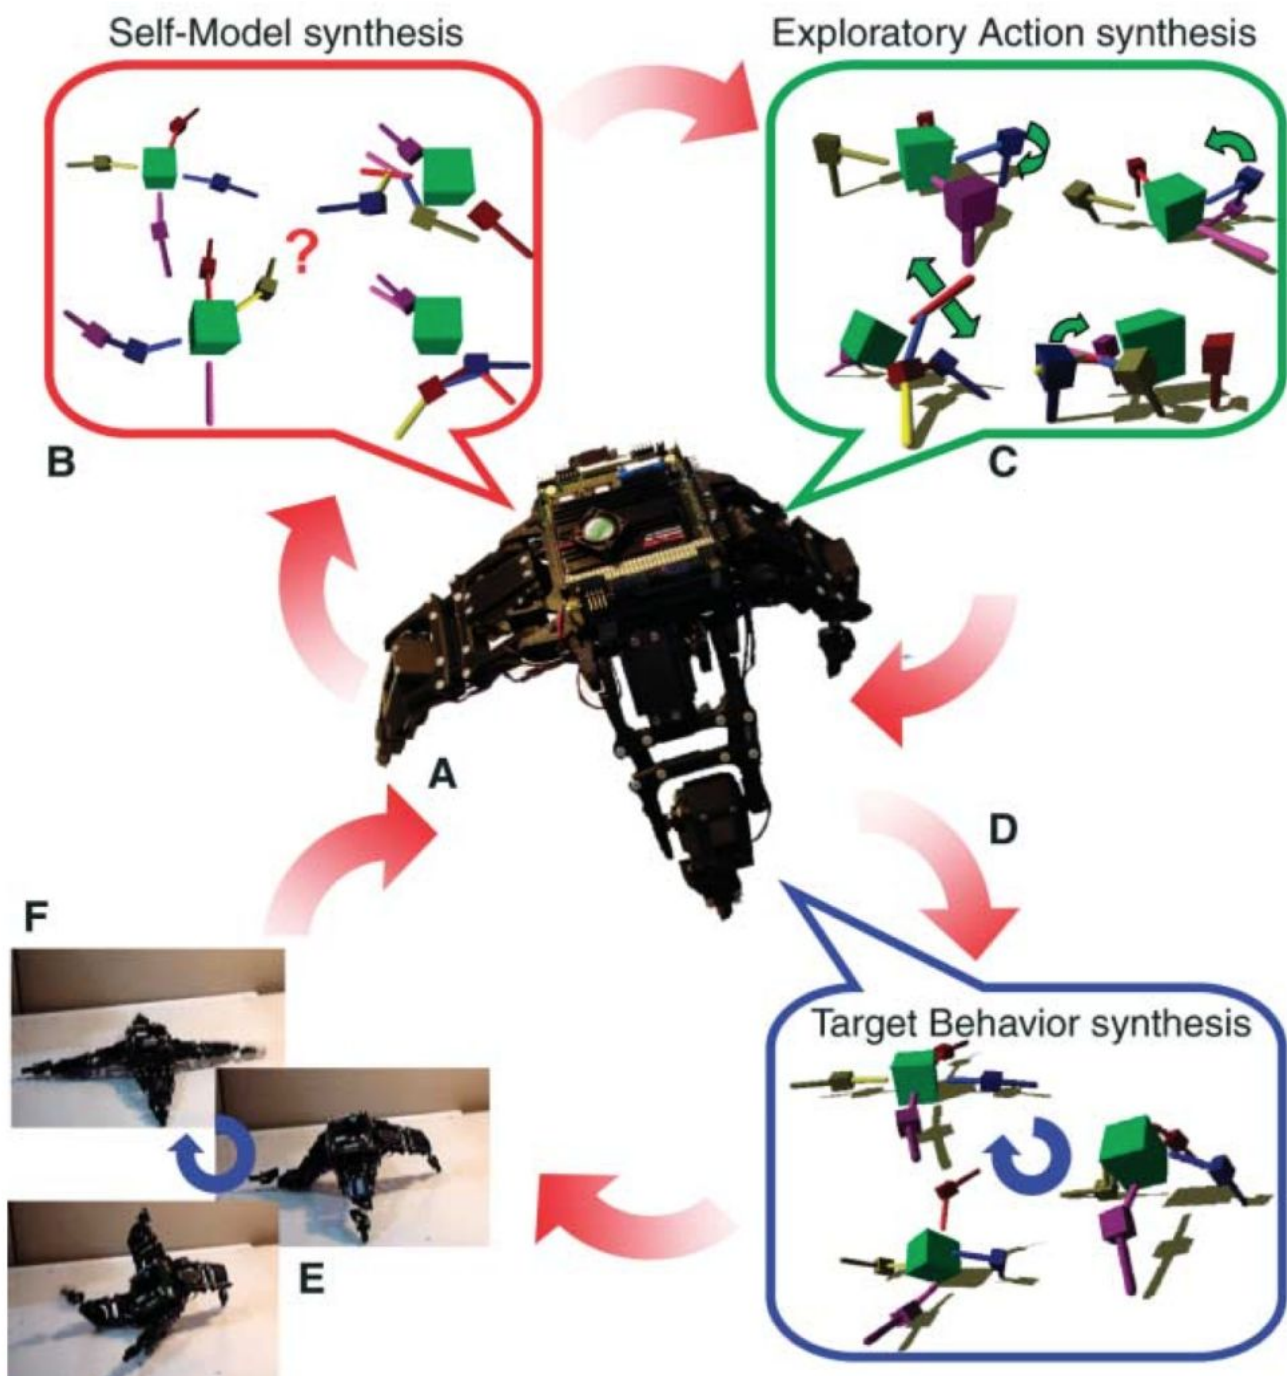 Self-Model synthesis
Exploratory Action synthesis
?
B
C
A
D
F
Target Behavior synthesis
E